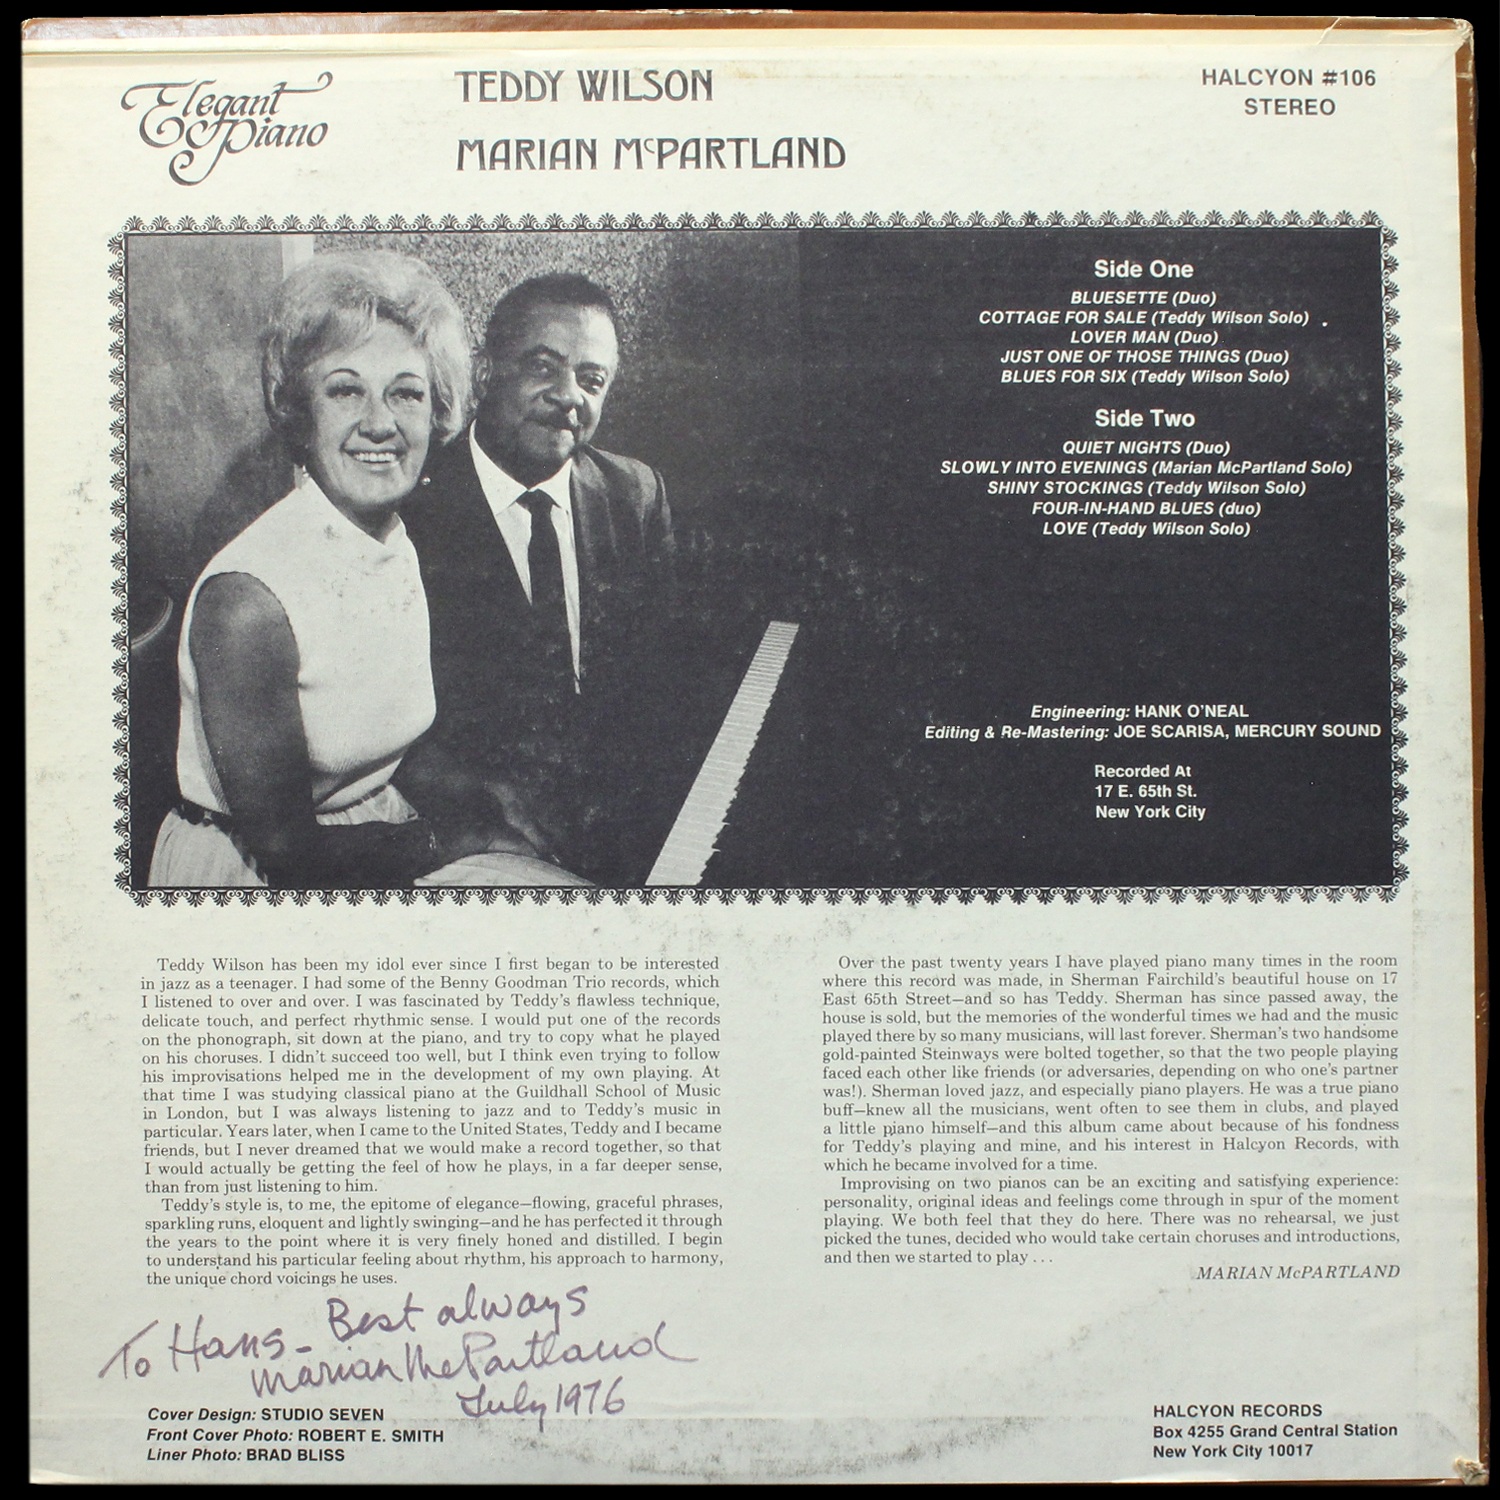 Elegant
Piano
TEDDY WILSON
MARIAN McPARTLAND
HALCYON #106
STEREO
Side One
BLUESETTE (Duo)
COTTAGE FOR SALE (Teddy Wilson Solo)
LOVER MAN (Duo)
JUST ONE OF THOSE THINGS (Duo)
BLUES FOR SIX (Teddy Wilson Solo)
Side Two
QUIET NIGHTS (Duo)
SLOWLY INTO EVENINGS (Marian McPartland Solo)
SHINY STOCKINGS (Teddy Wilson Solo)
FOUR-IN-HAND BLUES (duo)
LOVE (Teddy Wilson Solo)
Engineering: HANK O'NEAL
Editing & Re-Mastering: JOE SCARISA, MERCURY SOUND
Recorded At
17 E. 65th St.
New York City
Teddy Wilson has been my idol ever since I first began to be interested
in jazz as a teenager. I had some of the Benny Goodman Trio records, which
I listened to over and over. I was fascinated by Teddy's flawless technique,
delicate touch, and perfect rhythmic sense. I would put one of the records
on the phonograph, sit down at the piano, and try to copy what he played
on his choruses. I didn't succeed too well, but I think even trying to follow
his improvisations helped me in the development of my own playing. At
that time I was studying classical piano at the Guildhall School of Music
in London, but I was always listening to jazz and to Teddy's music in
particular. Years later, when I came to the United States, Teddy and I became
friends, but I never dreamed that we would make a record together, so that
I would actually be getting the feel of how he plays, in a far deeper sense,
than from just listening to him.
Teddy's style is, to me, the epitome of elegance—flowing, graceful phrases,
sparkling runs, eloquent and lightly swinging—and he has perfected it through
the years to the point where it is very finely honed and distilled. I begin
to understand his particular feeling about rhythm, his approach to harmony,
the unique chord voicings he uses.
Over the past twenty years I have played piano many times in the room
where this record was made, in Sherman Fairchild's beautiful house on 17
East 65th Street—and so has Teddy. Sherman has since passed away, the
house is sold, but the memories of the wonderful times we had and the music
played there by so many musicians, will last forever. Sherman's two handsome
gold-painted Steinways were bolted together, so that the two people playing
faced each other like friends (or adversaries, depending on who one's partner
was!). Sherman loved jazz, and especially piano players. He was a true piano
buff—knew all the musicians, went often to see them in clubs, and played
a little piano himself—and this album came about because of his fondness
for Teddy's playing and mine, and his interest in Halcyon Records, with
which he became involved for a time.
Improvising on two pianos can be an exciting and satisfying experience:
personality, original ideas and feelings come through in spur of the moment
playing. We both feel that they do here. There was no rehearsal, we just
picked the tunes, decided who would take certain choruses and introductions,
and then we started to play . . .
MARIAN McPARTLAND
To Hans- Best always
Marian McPartland
July 1976
Cover Design: STUDIO SEVEN
Front Cover Photo: ROBERT E. SMITH
Liner Photo: BRAD BLISS
HALCYON RECORDS
Box 4255 Grand Central Station
New York City 10017